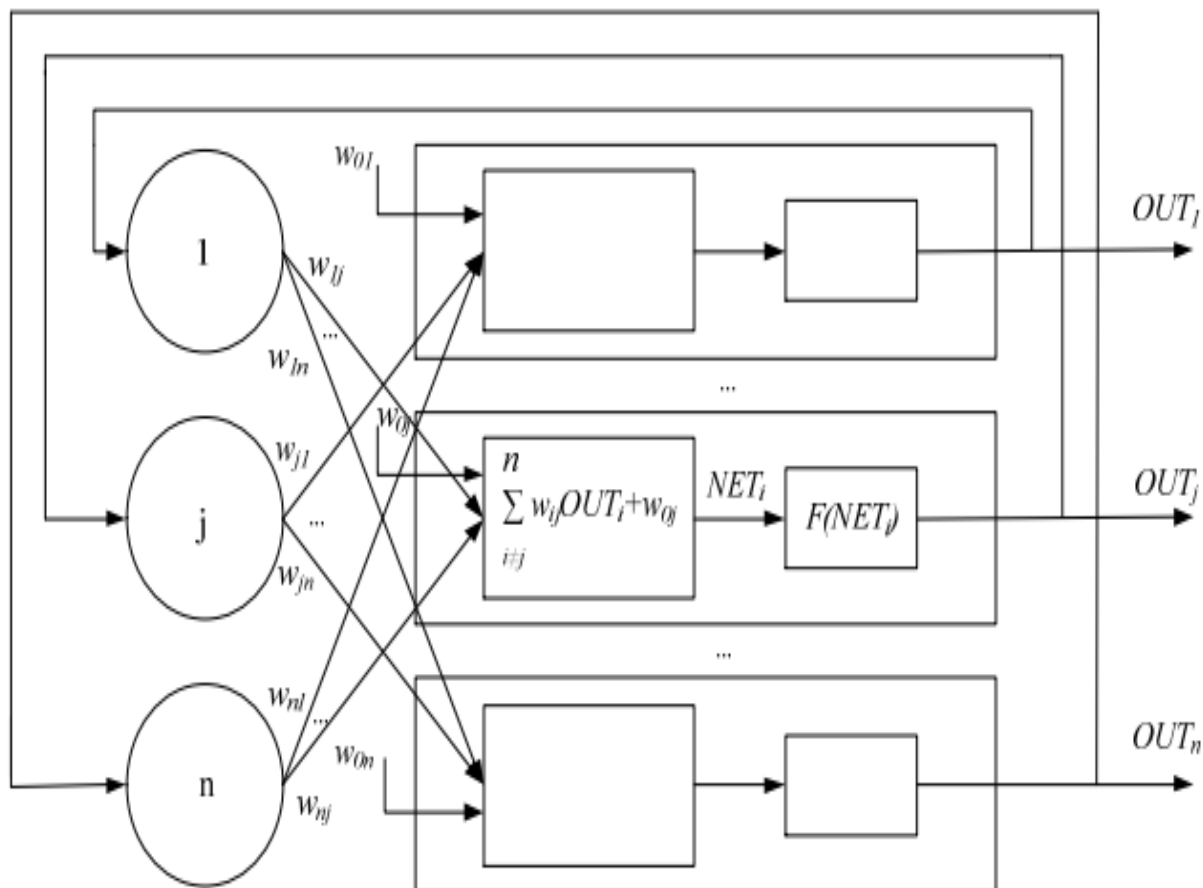 w01
OUT1
1
w1j
...
w1n
...
w0j
wj1
n
NETi
OUTj
j
...
∑ wijOUTi+w0j
F(NETi)
i≠j
wjn
...
wn1
...
w0n
OUTn
n
wnj